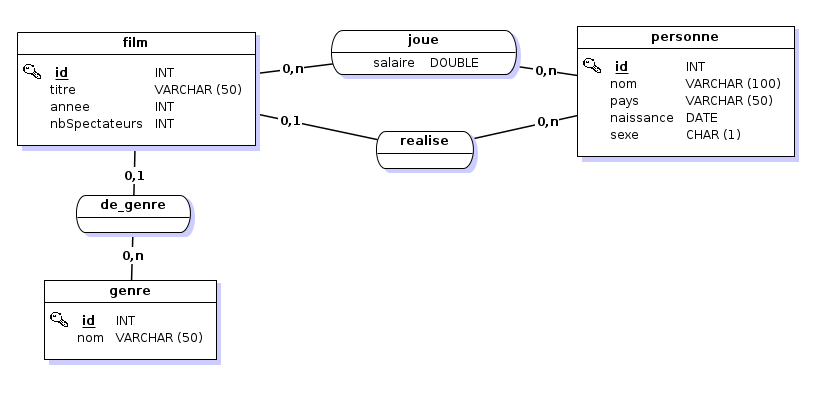 film
id INT
titre VARCHAR (50)
annee INT
nbSpectateurs INT
0,n
joue
salaire DOUBLE
0,n
personne
id INT
nom VARCHAR (100)
pays VARCHAR (50)
naissance DATE
sexe CHAR (1)
0,1
realise
0,n
0,1
de_genre
0,n
genre
id INT
nom VARCHAR (50)